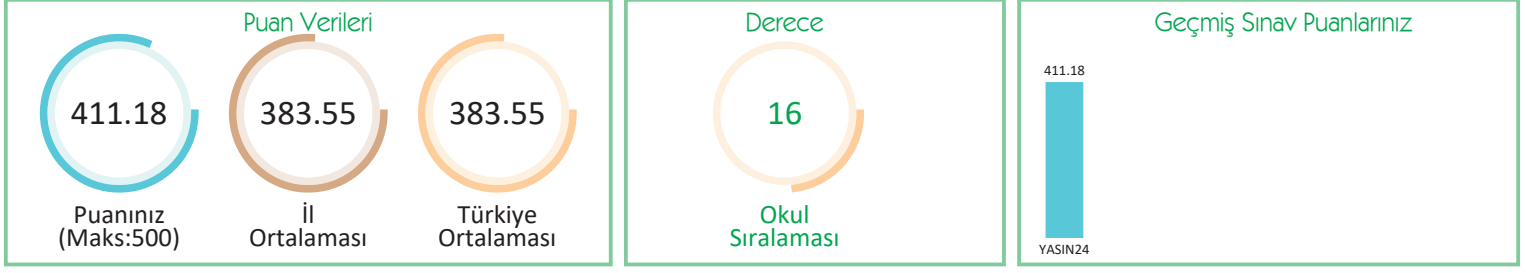 Puan Verileri
411.18
383.55
383.55
Puanınız
(Maks:500)
İl
Ortalaması
Türkiye
Ortalaması
Derece
16
Okul
Sıralaması
Geçmiş Sınav Puanlarınız
411.18
YASIN24